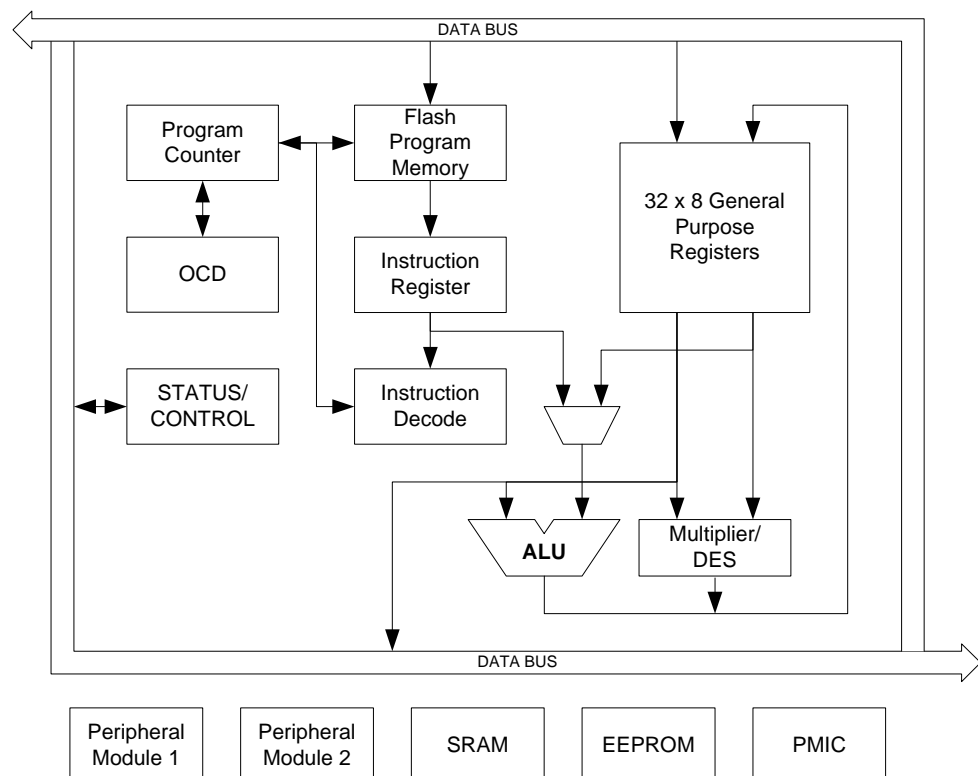 DATA BUS
Program
Counter
Flash
Program
Memory
32 x 8 General
Purpose
Registers
OCD
Instruction
Register
STATUS/
CONTROL
Instruction
Decode
ALU
Multiplier/
DES
DATA BUS
Peripheral
Module 1
Peripheral
Module 2
SRAM
EEPROM
PMIC